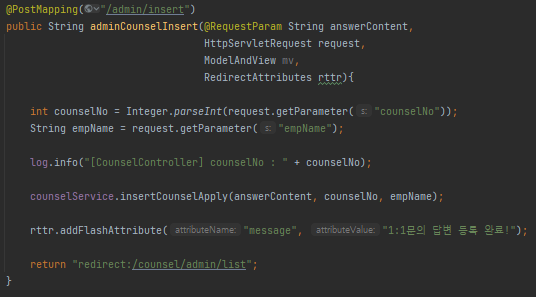 @PostMapping("/admin/insert")
public String adminCounselInsert(@RequestParam String answerContent,
HttpServletRequest request,
ModelAndView mv,
RedirectAttributes rttr){
int counselNo = Integer.parseInt(request.getParameter( s: "counselNo"));
String empName = request.getParameter( s: "empName");
log.info("[CounselController] counselNo : " + counselNo);
counselService.insertCounselApply(answerContent, counselNo, empName);
rttr.addFlashAttribute( attributeName: "message", attributeValue: "1:1문의 답변 등록 완료!");
return "redirect:/counsel/admin/list";
}